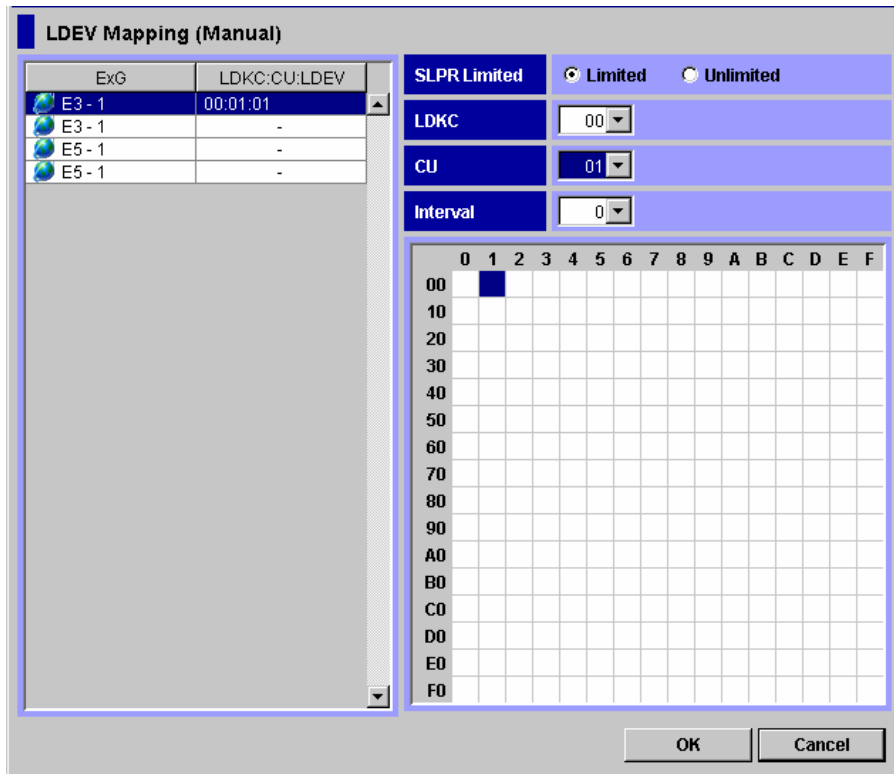 LDEV Mapping (Manual)
ExG LDKC:CU:LDEV
E3 - 1 00:01:01
E3 - 1 -
E5 - 1 -
E5 - 1 -
SLPR Limited Limited Unlimited
LDKC 00
CU 01
Interval 0
0 1 2 3 4 5 6 7 8 9 A B C D E F
00
10
20
30
40
50
60
70
80
90
A0
B0
C0
D0
E0
F0
OK Cancel